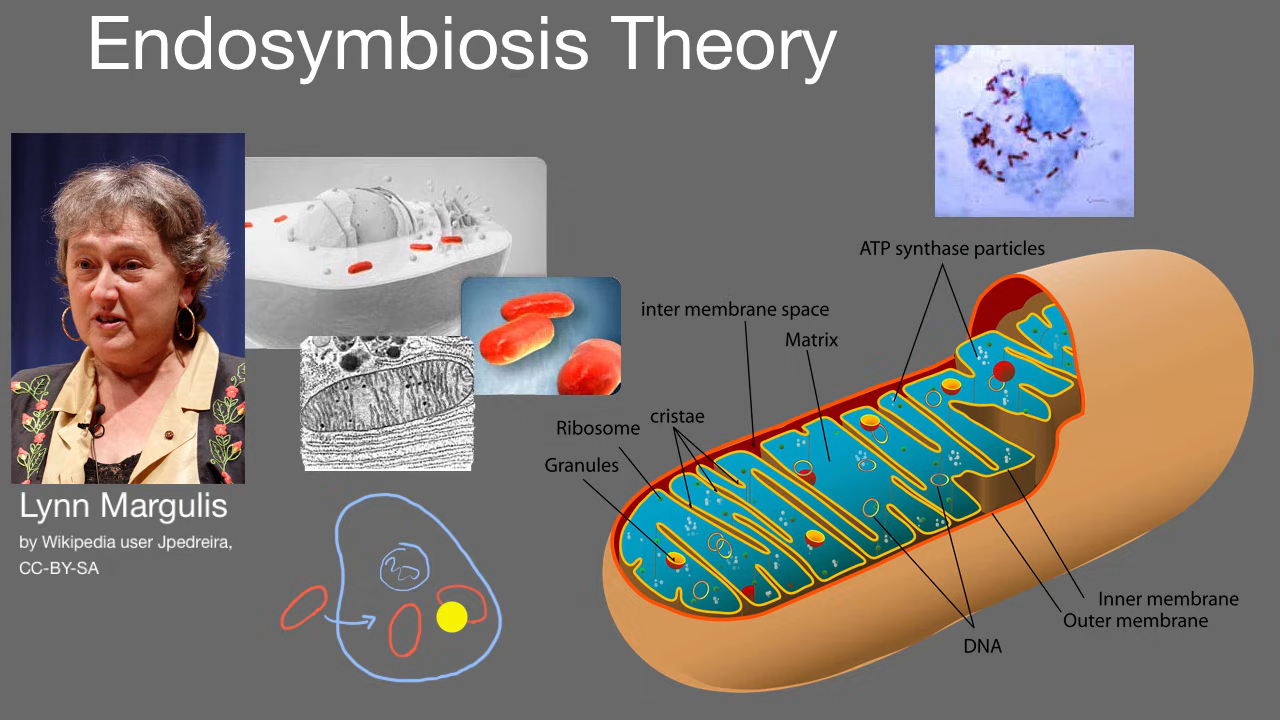 Endosymbiosis Theory
Lynn Margulis
by Wikipedia user Jpedreira,
CC-BY-SA
ATP synthase particles
inter membrane space
Matrix
cristae
Ribosome
Granules
Inner membrane
Outer membrane
DNA